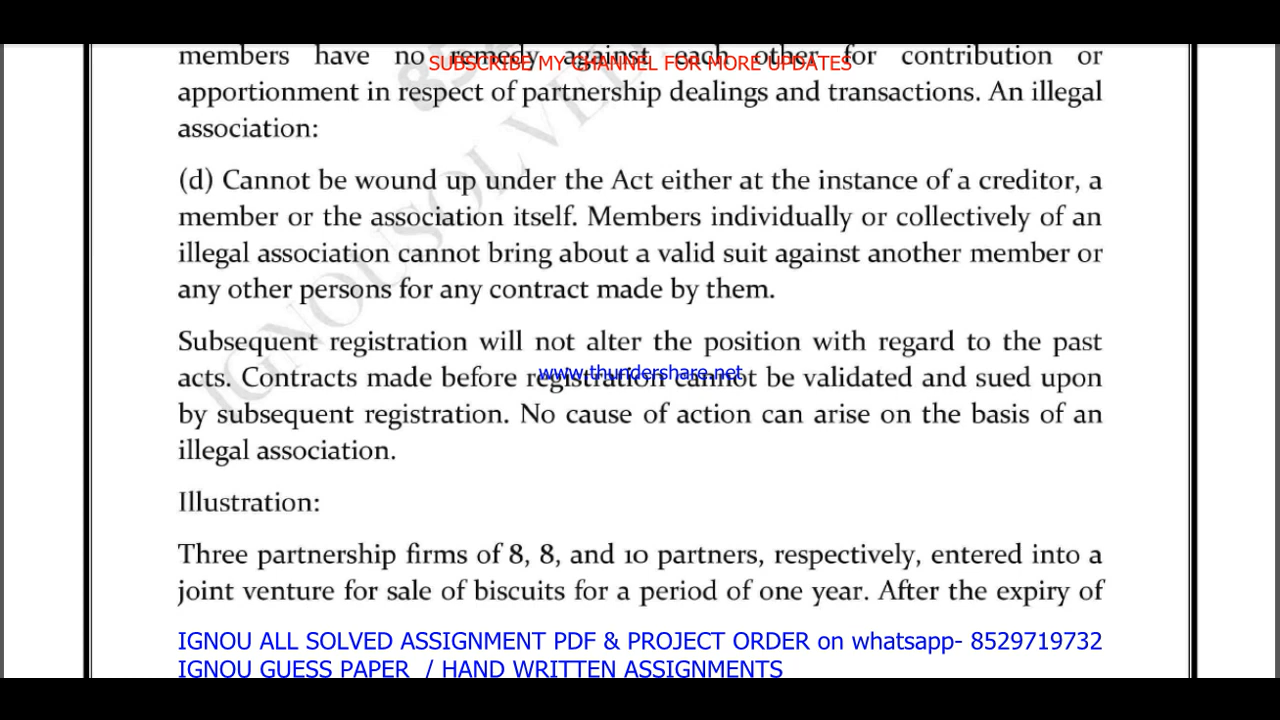 members have no remedy against each other for contribution or
SUBSCRIBE MY CHANNEL FOR MORE UPDATES
apportionment in respect of partnership dealings and transactions. An illegal
association:
(d) Cannot be wound up under the Act either at the instance of a creditor, a
member or the association itself. Members individually or collectively of an
illegal association cannot bring about a valid suit against another member or
any other persons for any contract made by them.
Subsequent registration will not alter the position with regard to the past
www.thundershare.net
acts. Contracts made before registration cannot be validated and sued upon
by subsequent registration. No cause of action can arise on the basis of an
illegal association.
Illustration:
Three partnership firms of 8, 8, and 10 partners, respectively, entered into a
joint venture for sale of biscuits for a period of one year. After the expiry of
IGNOU ALL SOLVED ASSIGNMENT PDF & PROJECT ORDER on whatsapp- 8529719732
IGNOU GUESS PAPER / HAND WRITTEN ASSIGNMENTS